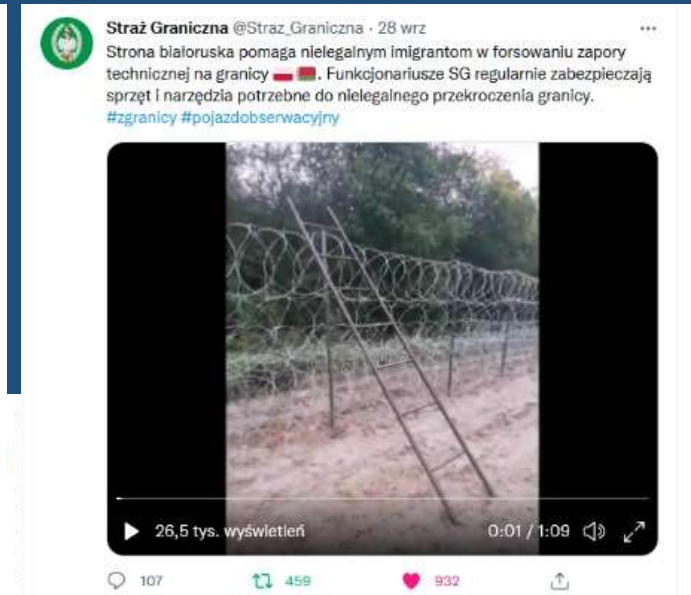 Straż Graniczna @Straz_Graniczna · 28 wrz
Strona białoruska pomaga nielegalnym imigrantom w forsowaniu zapory
technicznej na granicy 🇵🇱 🇧🇾. Funkcjonariusze SG regularnie zabezpieczają
sprzęt i narzędzia potrzebne do nielegalnego przekroczenia granicy.
#zgranicy #pojazdobserwacyjny
26,5 tys. wyświetleń 0:01 / 1:09
107 459 932